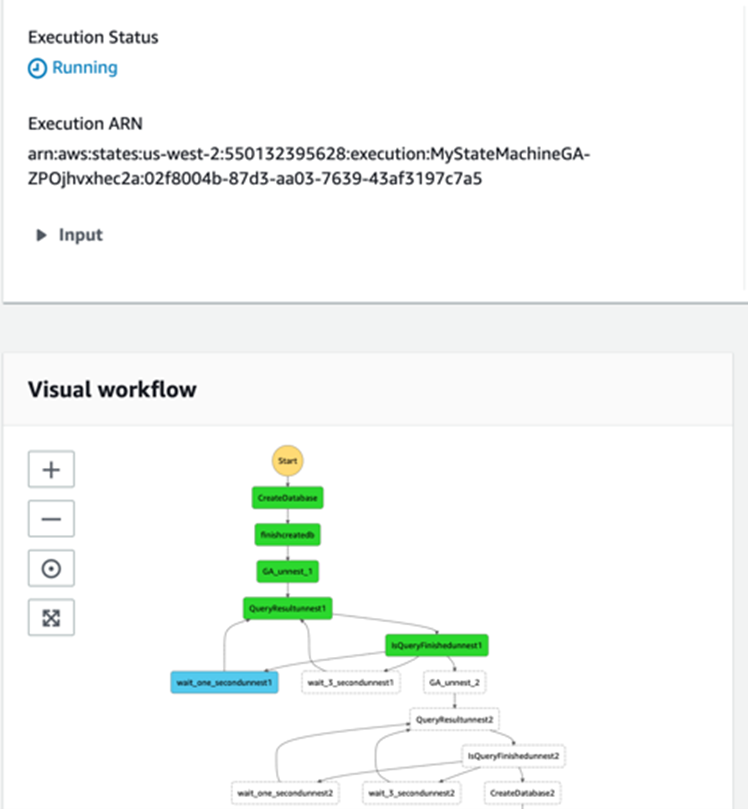 Execution Status
Running
Execution ARN
arn:aws:states:us-west-2:550132395628:execution:MyStateMachineGA-
ZPOjhvxhec2a:02f8004b-87d3-aa03-7639-43af3197c7a5
Input
Visual workflow
Start
CreateDatabase
finishcreatedb
GA_unnest_1
QueryResultunnest1
IsQueryFinishedunnest1
wait_one_secondunnest1 wait_3_secondunnest1 GA_unnest_2
QueryResultunnest2
IsQueryFinishedunnest2
wait_one_secondunnest2 wait_3_secondunnest2 CreateDatabase2